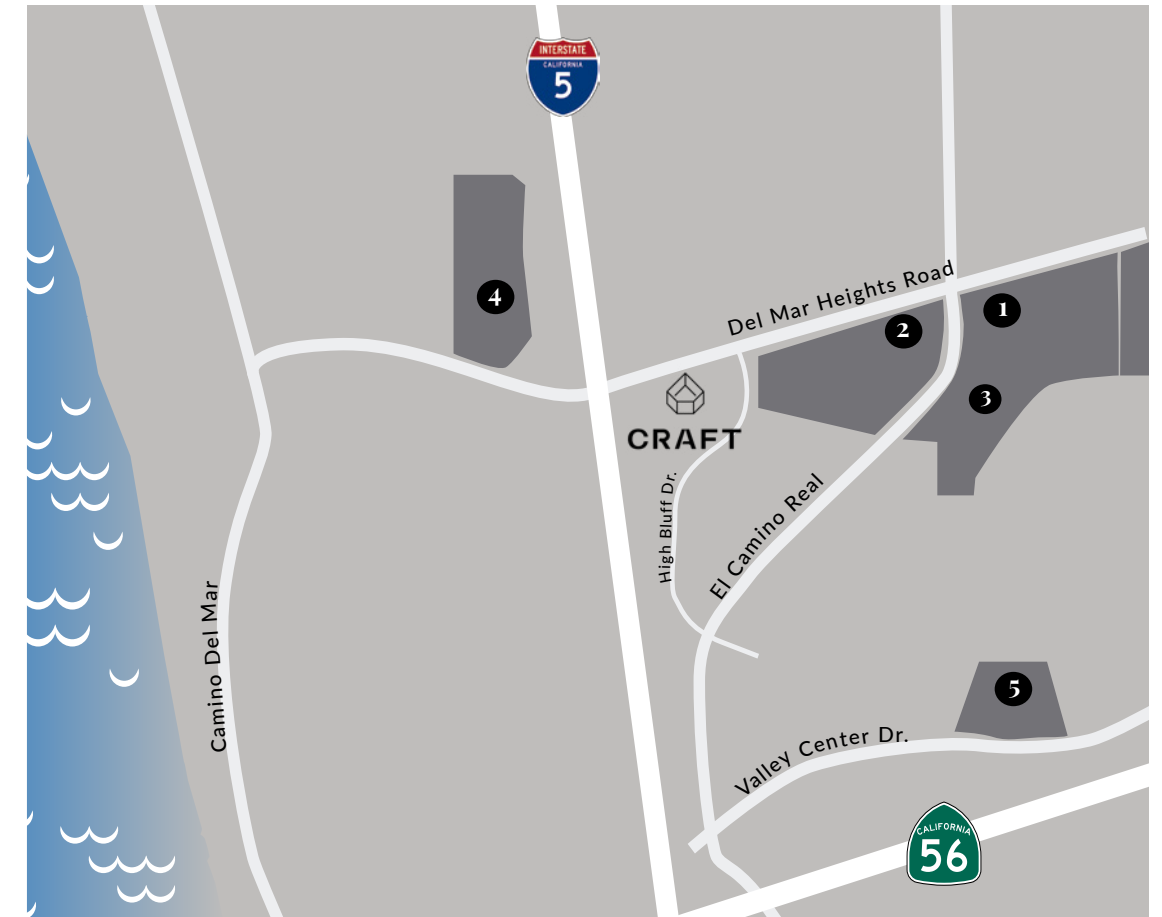 INTERSTATE
CALIFORNIA
5
4
Del Mar Heights Road
1
2
3
CRAFT
High Bluff Dr.
El Camino Real
Camino Del Mar
5
Valley Center Dr.
CALIFORNIA
56